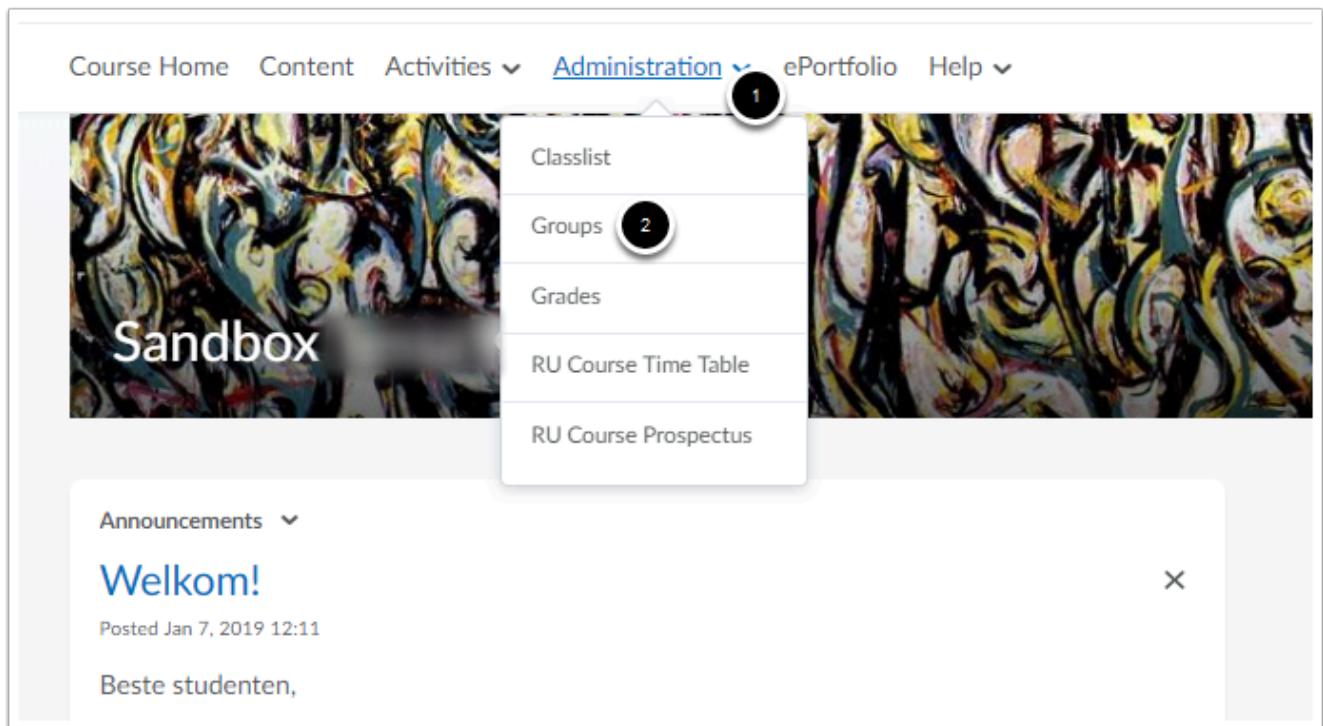 Course Home Content Activities Administration ePortfolio Help
1
Classlist
Groups 2
Grades
RU Course Time Table
RU Course Prospectus
Sandbox
Announcements
Welkom!
Posted Jan 7, 2019 12:11
Beste studenten,